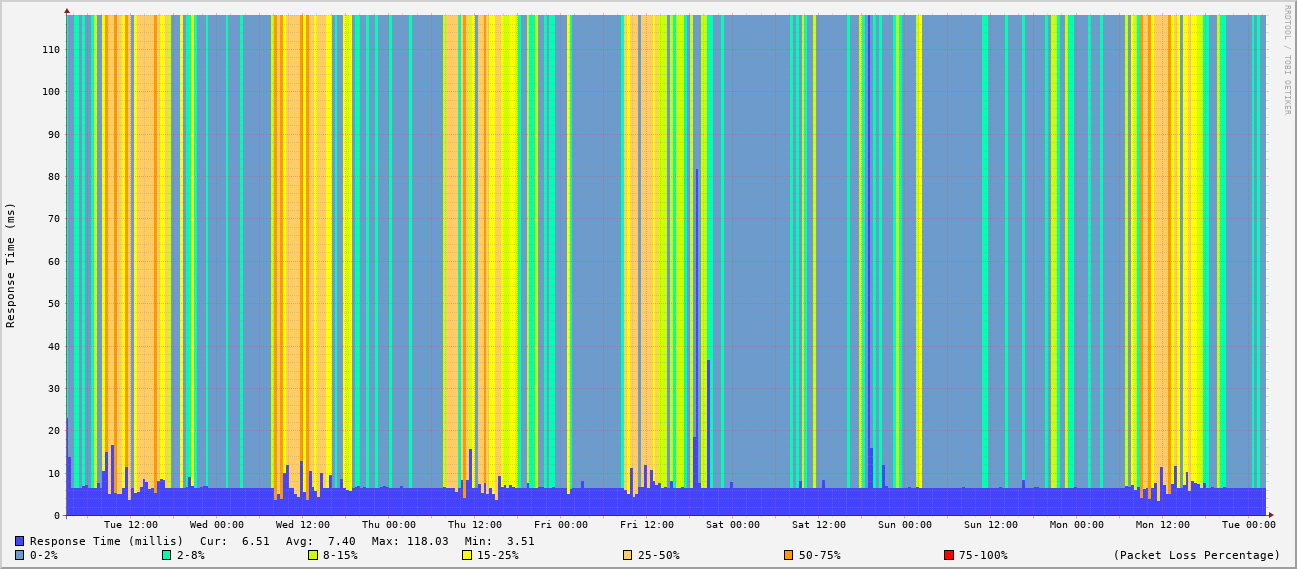 RRDTOOL / TOBI OETIKER
Response Time (ms)
110
100
90
80
70
60
50
40
30
20
10
0
Tue 12:00 Wed 00:00 Wed 12:00 Thu 00:00 Thu 12:00 Fri 00:00 Fri 12:00 Sat 00:00 Sat 12:00 Sun 00:00 Sun 12:00 Mon 00:00 Mon 12:00 Tue 00:00
Response Time (millis) Cur: 6.51 Avg: 7.40 Max: 118.03 Min: 3.51
0-2% 2-8% 8-15% 15-25% 25-50% 50-75% 75-100% (Packet Loss Percentage)